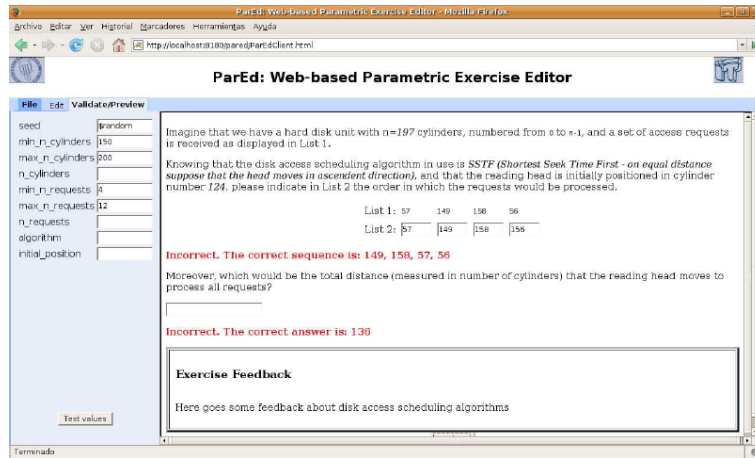 ParEd: Web-based Parametric Exercise Editor - Mozilla Firefox
Archivo Editar Ver Historial Marcadores Herramientas Ayuda
http://localhost:8180/pared/ParEdClient.html
ParEd: Web-based Parametric Exercise Editor
File Edit Validate/Preview
seed $random
min_n_cylinders 150
max_n_cylinders 200
n_cylinders
min_n_requests 4
max_n_requests 12
n_requests
algorithm
initial_position
Test values
Imagine that we have a hard disk unit with n=197 cylinders, numbered from 0 to n-1, and a set of access requests
is received as displayed in List 1.
Knowing that the disk access scheduling algorithm in use is SSTF (Shortest Seek Time First - on equal distance
suppose that the head moves in ascendent direction), and that the reading head is initially positioned in cylinder
number 124, please indicate in List 2 the order in which the requests would be processed.
List 1: 57 149 158 56
List 2: 57 149 158 156
Incorrect. The correct sequence is: 149, 158, 57, 56
Moreover, which would be the total distance (measured in number of cylinders) that the reading head moves to
process all requests?
Incorrect. The correct answer is: 136
Exercise Feedback
Here goes some feedback about disk access scheduling algorithms
Terminado